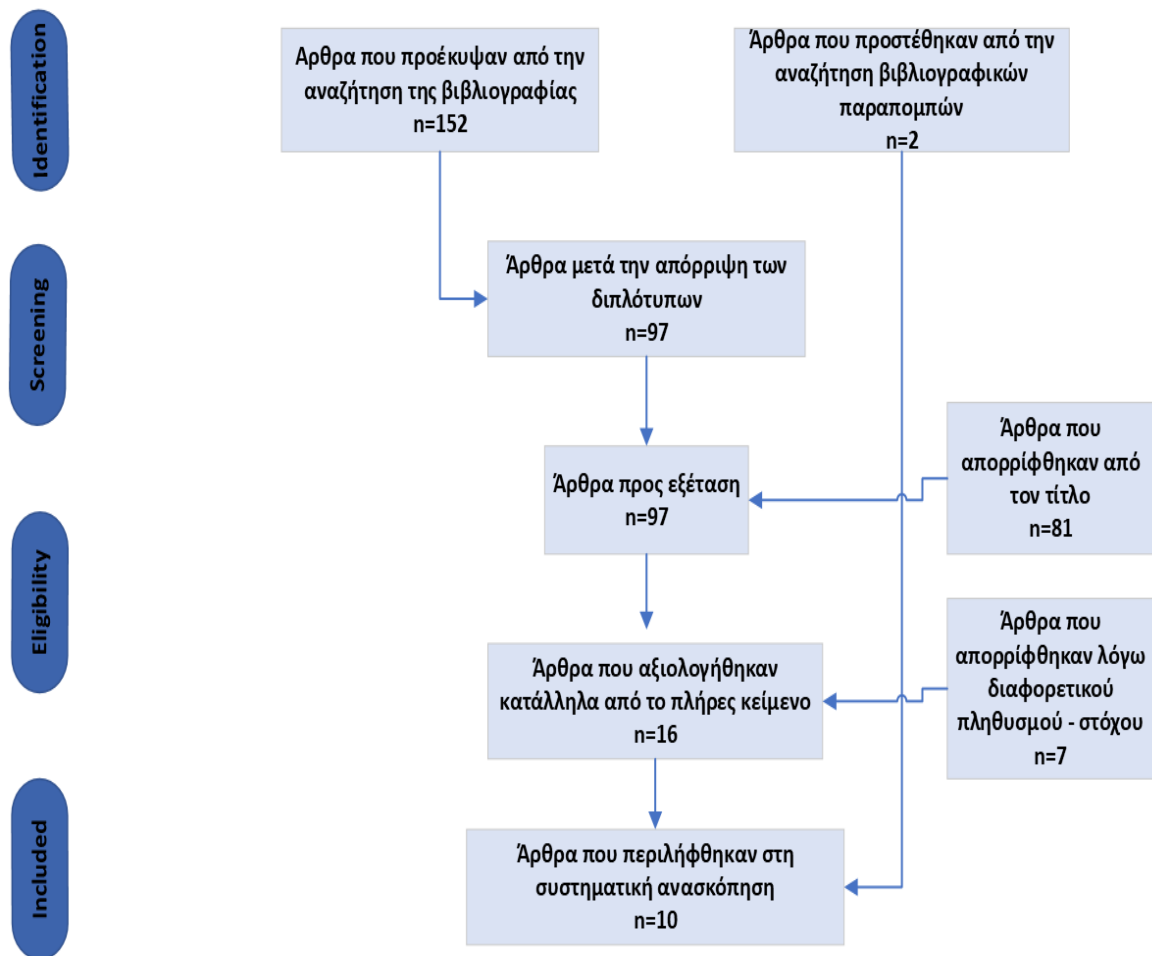 Identification
Αρθρα που προέκυψαν από την
αναζήτηση της βιβλιογραφίας
n=152
Άρθρα που προστέθηκαν από την
αναζήτηση βιβλιογραφικών
παραπομπών
n=2
Screening
Άρθρα μετά την απόρριψη των
διπλότυπων
n=97
Άρθρα προς εξέταση
n=97
Άρθρα που
απορρίφθηκαν από
τον τίτλο
n=81
Eligibility
Άρθρα που αξιολογήθηκαν
κατάλληλα από το πλήρες κείμενο
n=16
Άρθρα που
απορρίφθηκαν λόγω
διαφορετικού
πληθυσμού - στόχου
n=7
Included
Άρθρα που περιλήφθηκαν στη
συστηματική ανασκόπηση
n=10